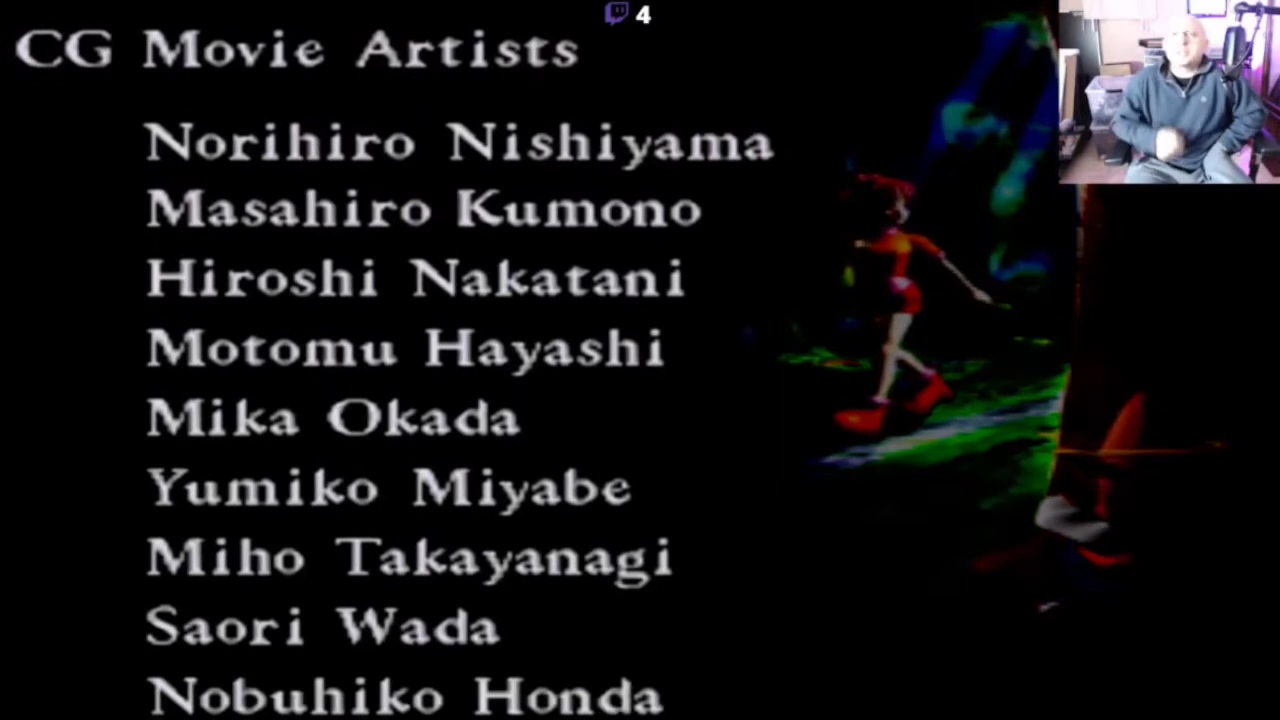 4
CG Movie Artists
Norihiro Nishiyama
Masahiro Kumono
Hiroshi Nakatani
Motomu Hayashi
Mika Okada
Yumiko Miyabe
Miho Takayanagi
Saori Wada
Nobuhiko Honda